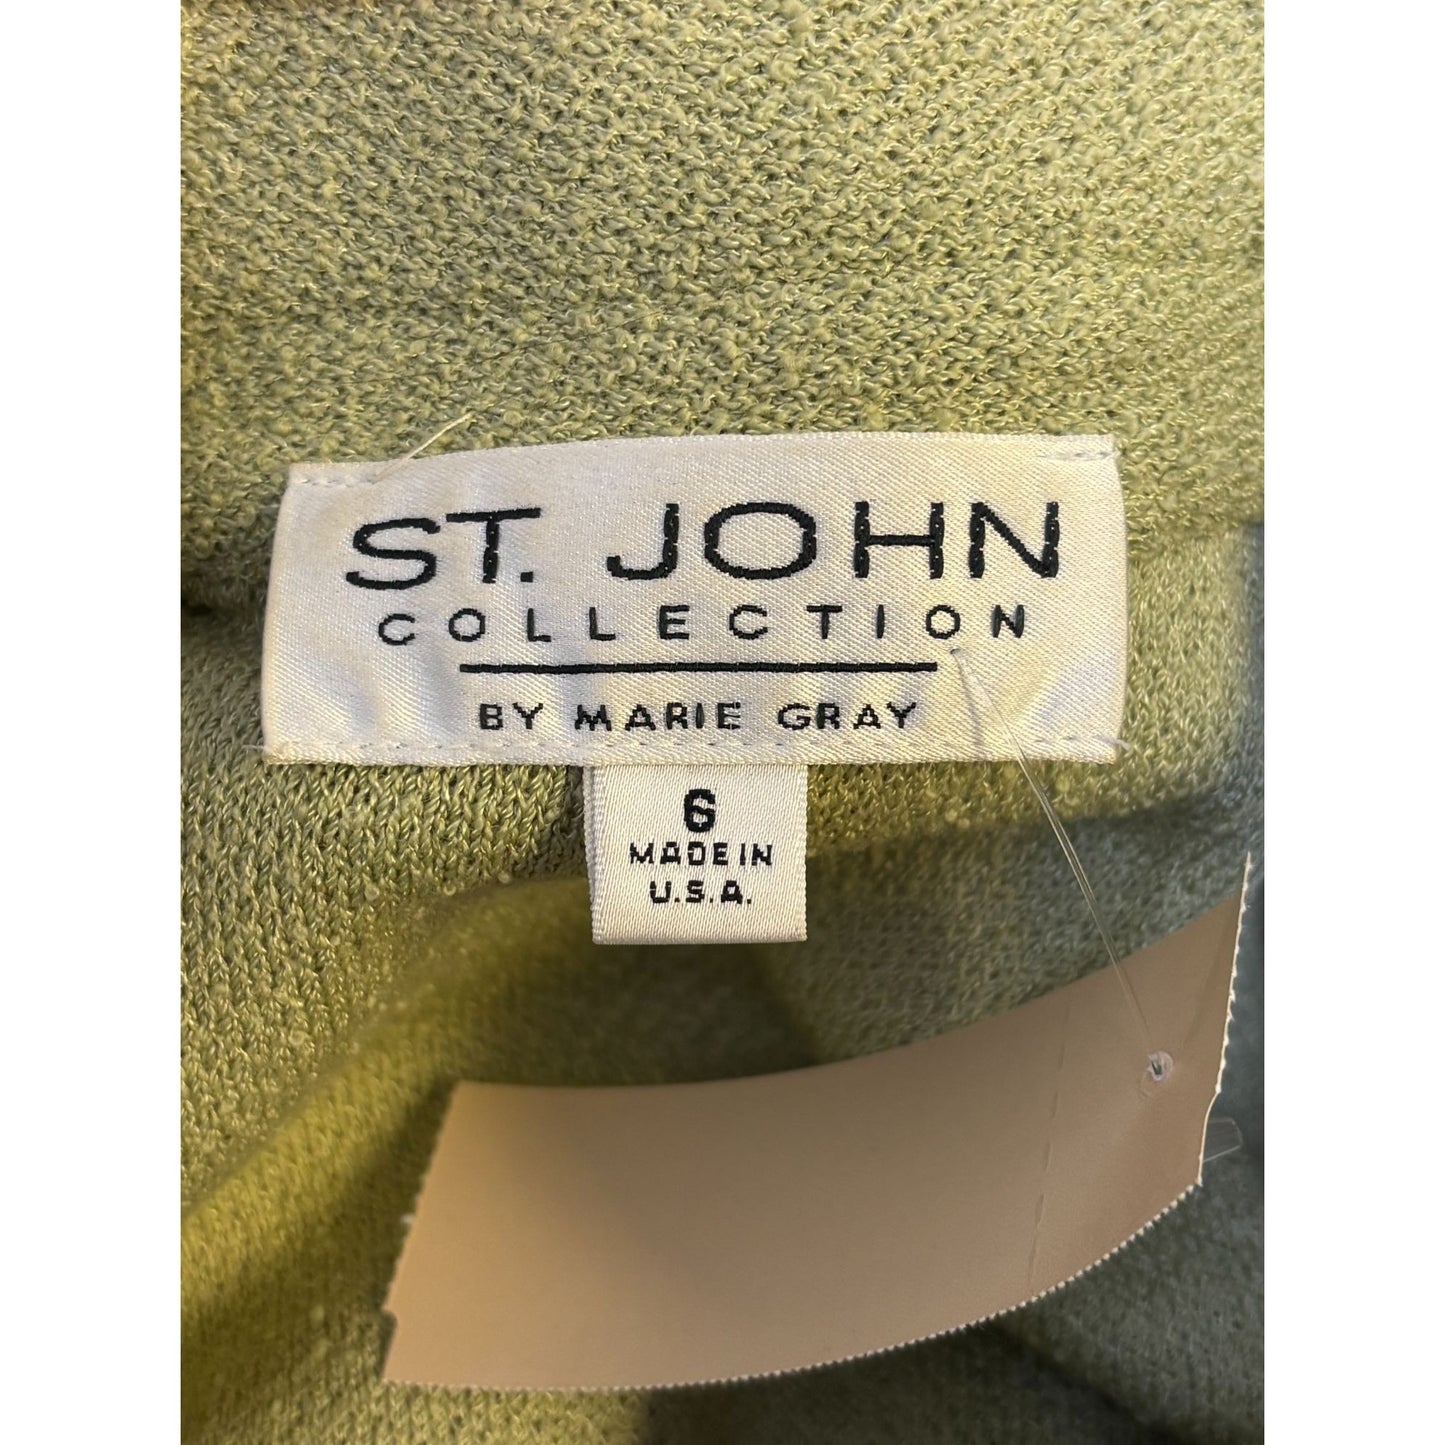 ST. JOHN
COLLECTION
BY MARIE GRAY
6
MADE IN
U.S.A.